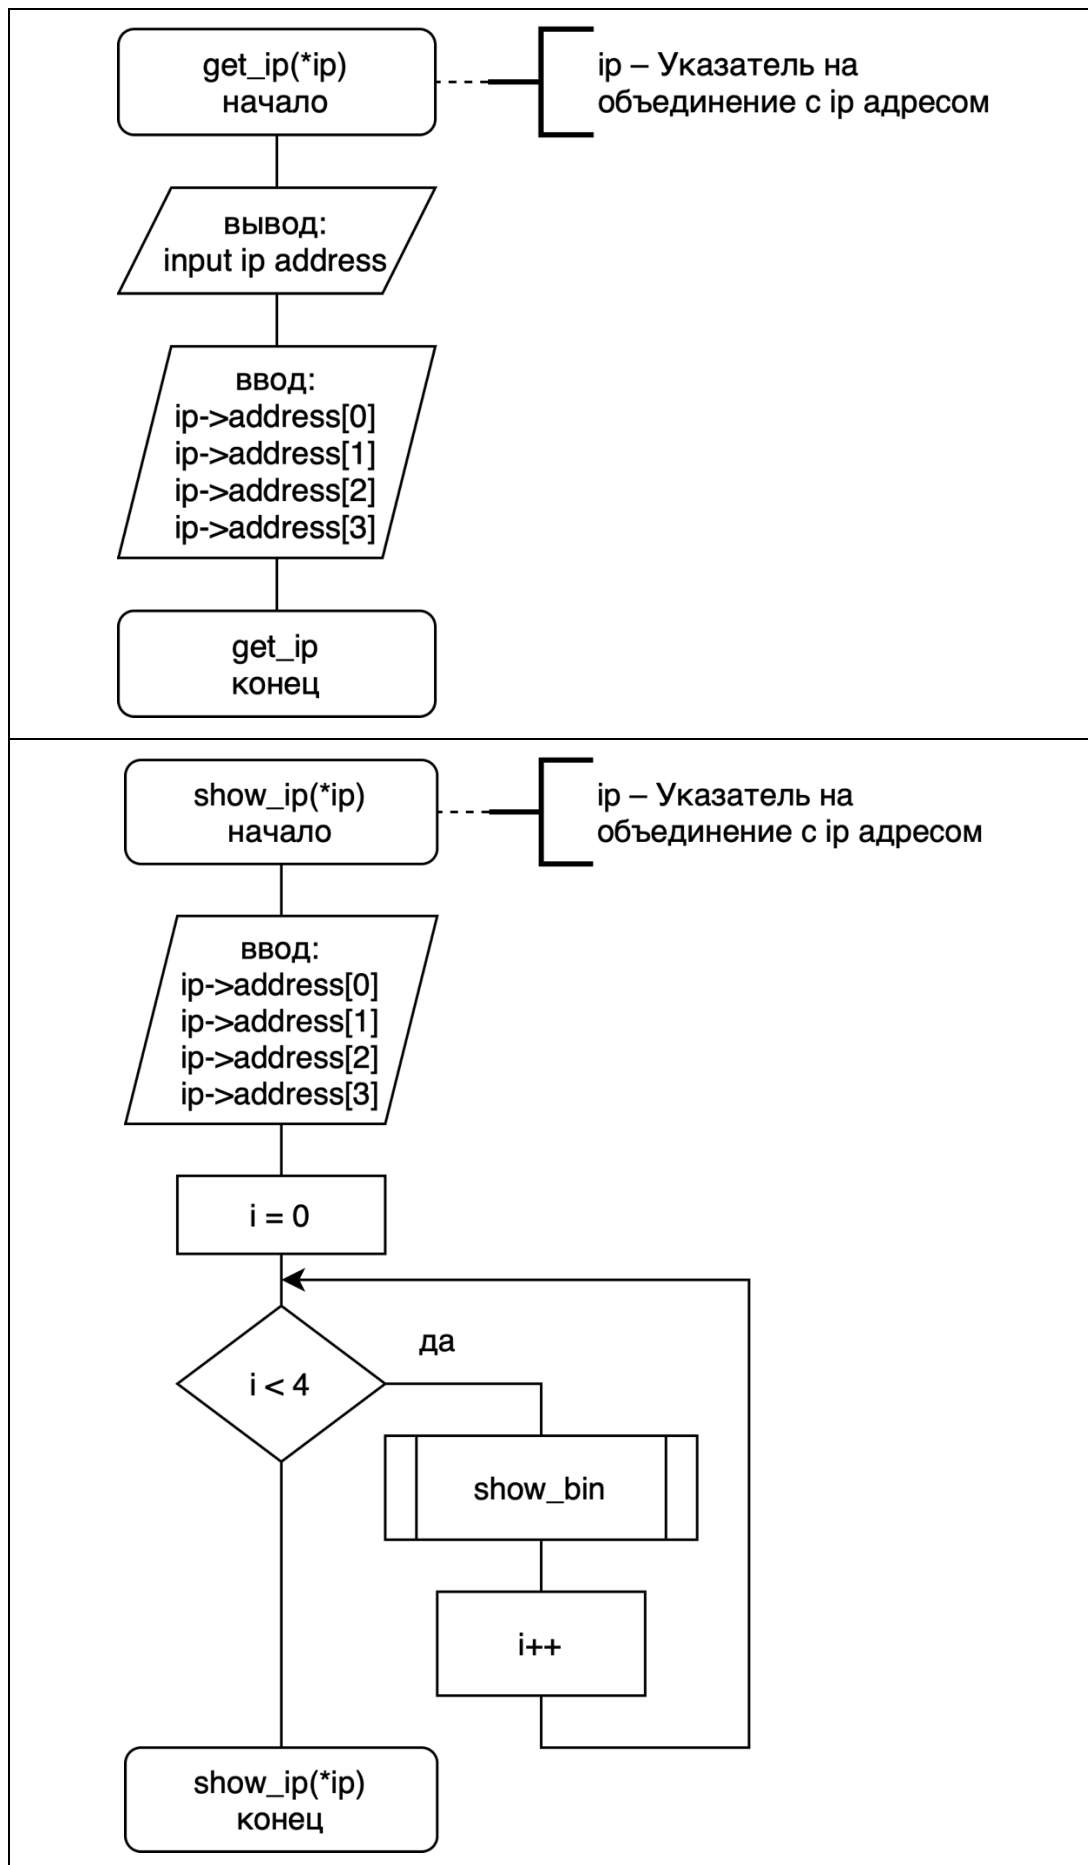 get_ip(*ip)
начало
ip – Указатель на
объединение с ip адресом
вывод:
input ip address
ввод:
ip->address[0]
ip->address[1]
ip->address[2]
ip->address[3]
get_ip
конец
show_ip(*ip)
начало
ip – Указатель на
объединение с ip адресом
ввод:
ip->address[0]
ip->address[1]
ip->address[2]
ip->address[3]
i = 0
да
i < 4
show_bin
i++
show_ip(*ip)
конец